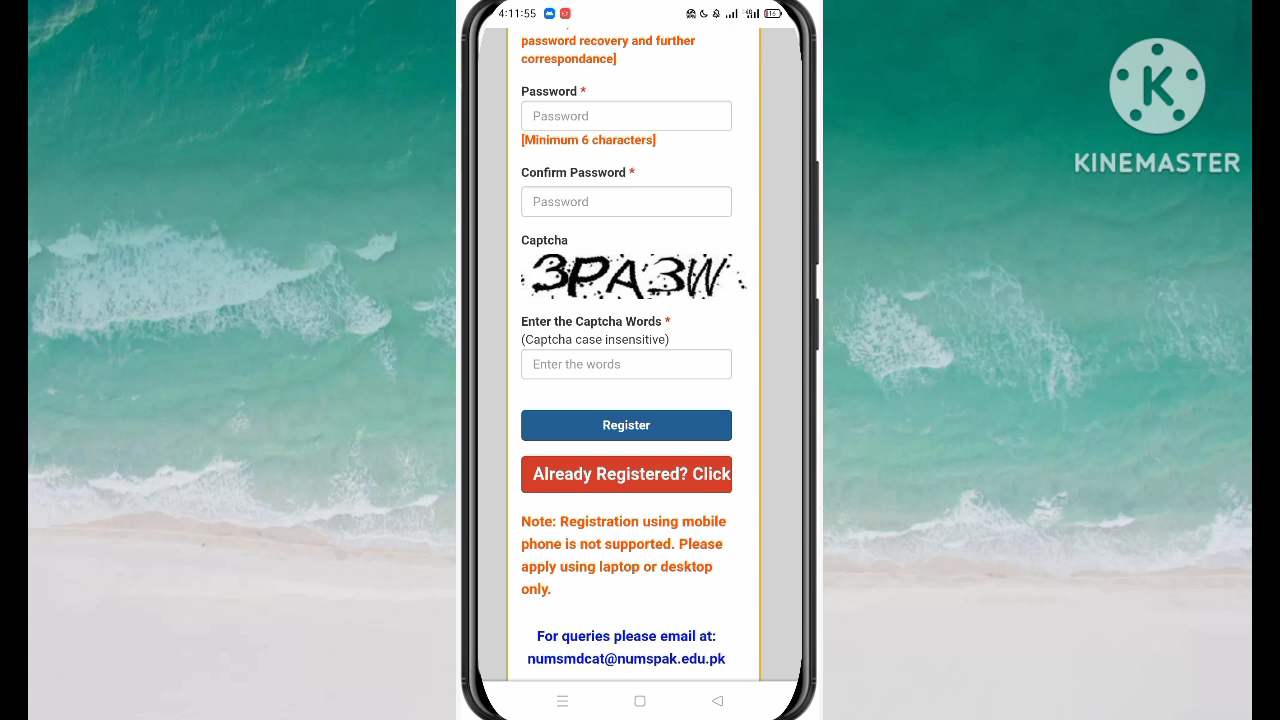 4:11:55
password recovery and further
correspondance]
Password *
Password
[Minimum 6 characters]
Confirm Password *
Password
Captcha
3PA3W
Enter the Captcha Words *
(Captcha case insensitive)
Enter the words
Register
Already Registered? Click
Note: Registration using mobile
phone is not supported. Please
apply using laptop or desktop
only.
For queries please email at:
numsmdcat@numspak.edu.pk
K
KINEMASTER